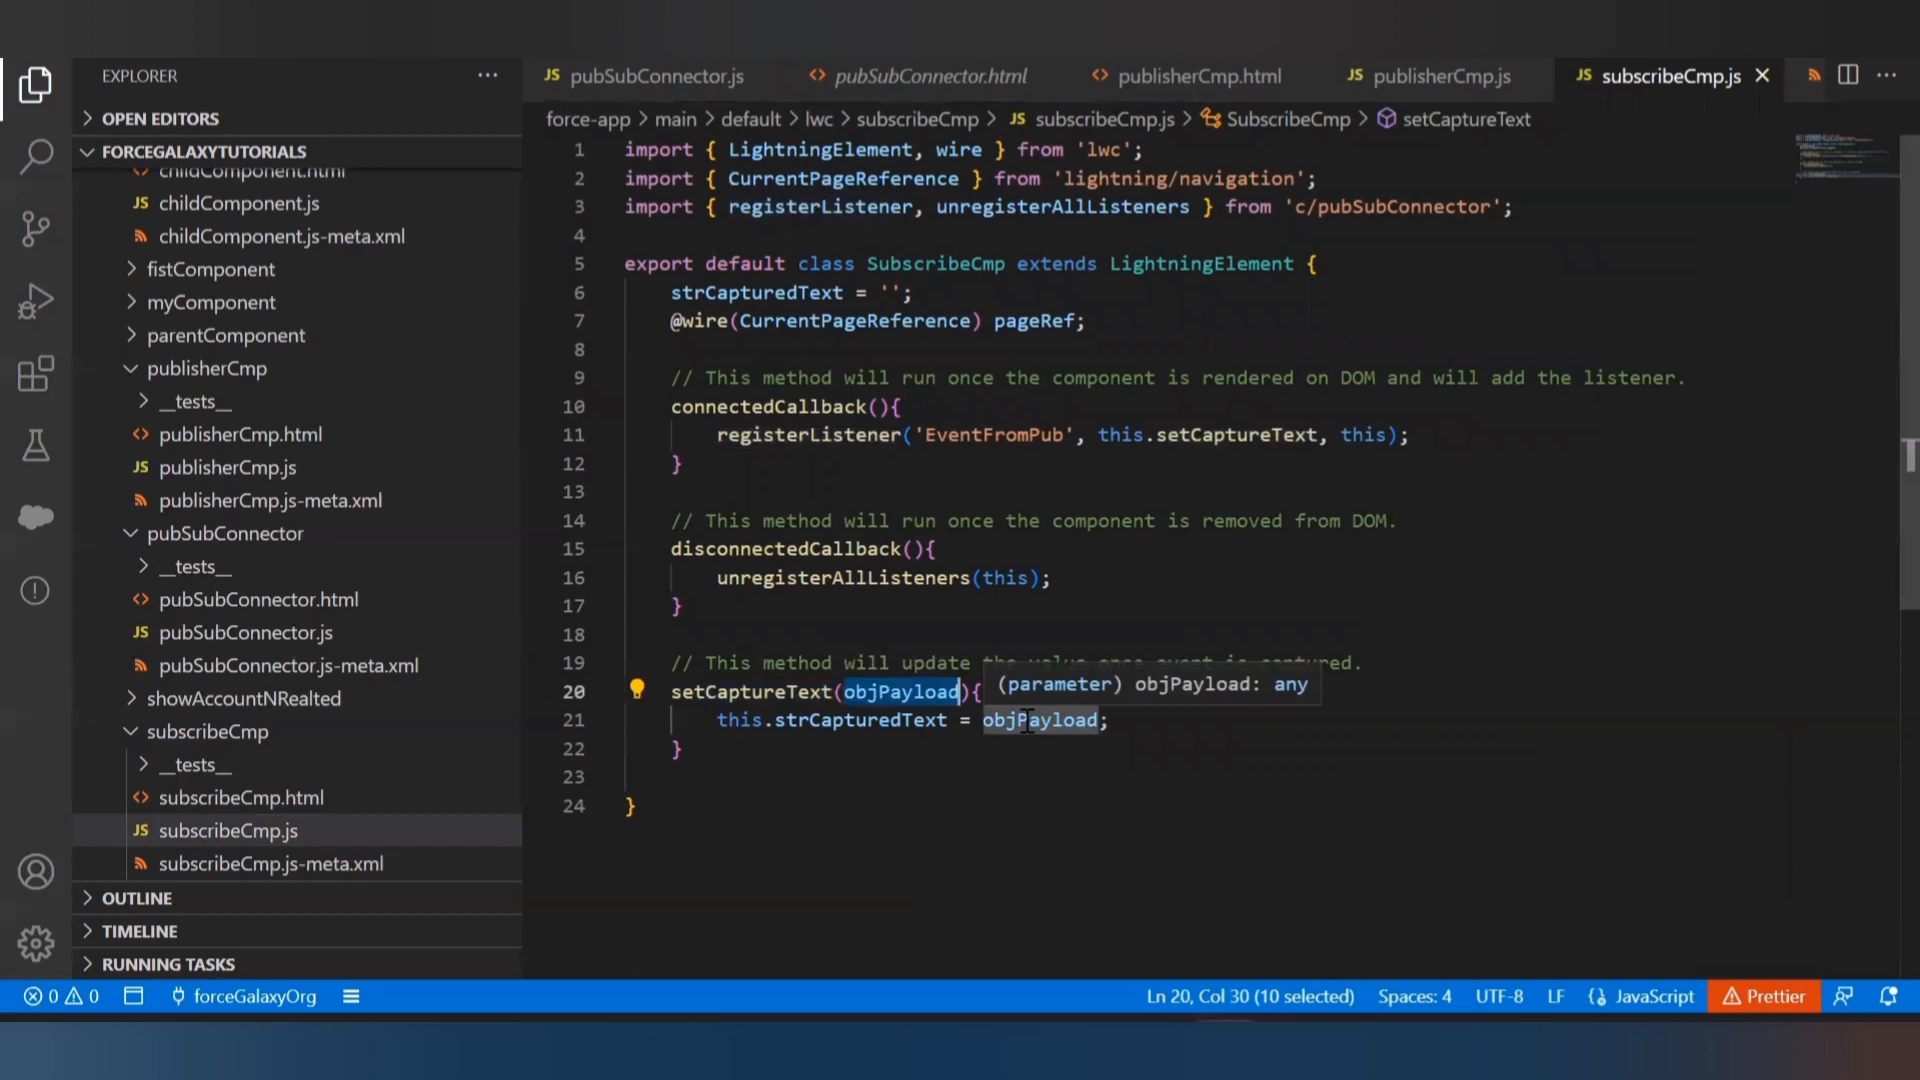 EXPLORER
OPEN EDITORS
FORCEGALAXYTUTORIALS
childComponent.html
JS childComponent.js
childComponent.js-meta.xml
fistComponent
myComponent
parentComponent
publisherCmp
__tests__
publisherCmp.html
JS publisherCmp.js
publisherCmp.js-meta.xml
pubSubConnector
__tests__
pubSubConnector.html
JS pubSubConnector.js
pubSubConnector.js-meta.xml
showAccountNRealted
subscribeCmp
__tests__
subscribeCmp.html
JS subscribeCmp.js
subscribeCmp.js-meta.xml
OUTLINE
TIMELINE
RUNNING TASKS
JS pubSubConnector.js <> pubSubConnector.html <> publisherCmp.html JS publisherCmp.js JS subscribeCmp.js
force-app > main > default > lwc > subscribeCmp > JS subscribeCmp.js > SubscribeCmp > setCaptureText
1 import { LightningElement, wire } from 'lwc';
2 import { CurrentPageReference } from 'lightning/navigation';
3 import { registerListener, unregisterAllListeners } from 'c/pubSubConnector';
4
5 export default class SubscribeCmp extends LightningElement {
6 strCapturedText = '';
7 @wire(CurrentPageReference) pageRef;
8
9 // This method will run once the component is rendered on DOM and will add the listener.
10 connectedCallback(){
11 registerListener('EventFromPub', this.setCaptureText, this);
12 }
13
14 // This method will run once the component is removed from DOM.
15 disconnectedCallback(){
16 unregisterAllListeners(this);
17 }
18
19 // This method will update the value once event is captured.
20 setCaptureText(objPayload){
(parameter) objPayload: any
21 this.strCapturedText = objPayload;
22 }
23
24 }
0 0 forceGalaxyOrg Ln 20, Col 30 (10 selected) Spaces: 4 UTF-8 LF {} JavaScript Prettier